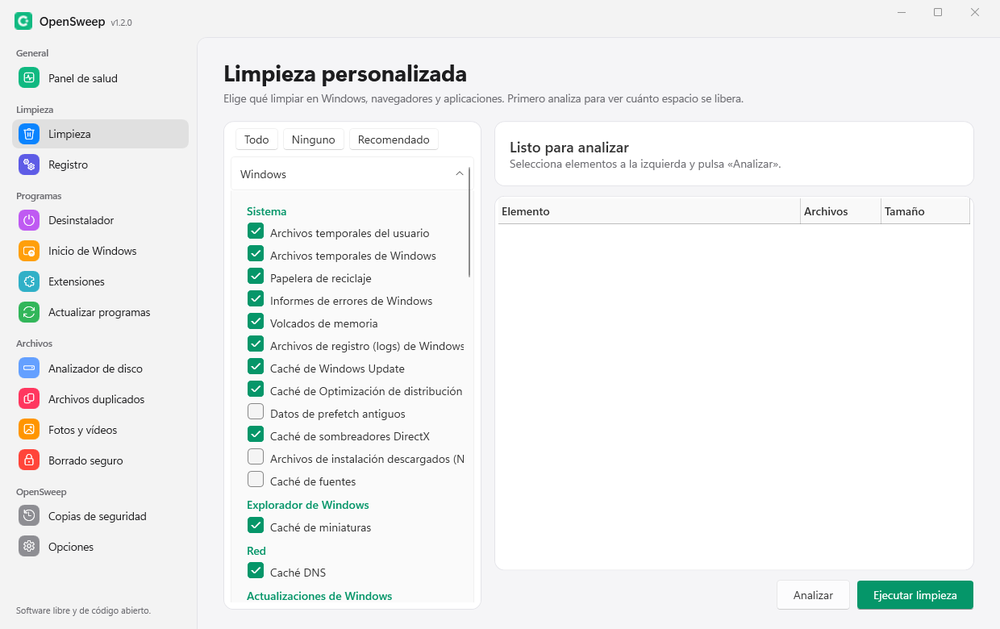 OpenSweep v1.2.0
General
Panel de salud
Limpieza
Limpieza
Registro
Programas
Desinstalador
Inicio de Windows
Extensiones
Actualizar programas
Archivos
Analizador de disco
Archivos duplicados
Fotos y vídeos
Borrado seguro
OpenSweep
Copias de seguridad
Opciones
Software libre y de código abierto.
Limpieza personalizada
Elige qué limpiar en Windows, navegadores y aplicaciones. Primero analiza para ver cuánto espacio se libera.
Todo Ninguno Recomendado
Windows
Sistema
Archivos temporales del usuario
Archivos temporales de Windows
Papelera de reciclaje
Informes de errores de Windows
Volcados de memoria
Archivos de registro (logs) de Windows
Caché de Windows Update
Caché de Optimización de distribución
Datos de prefetch antiguos
Caché de sombreadores DirectX
Archivos de instalación descargados (N
Caché de fuentes
Explorador de Windows
Caché de miniaturas
Red
Caché DNS
Actualizaciones de Windows
Listo para analizar
Selecciona elementos a la izquierda y pulsa «Analizar».
Elemento Archivos Tamaño
Analizar Ejecutar limpieza